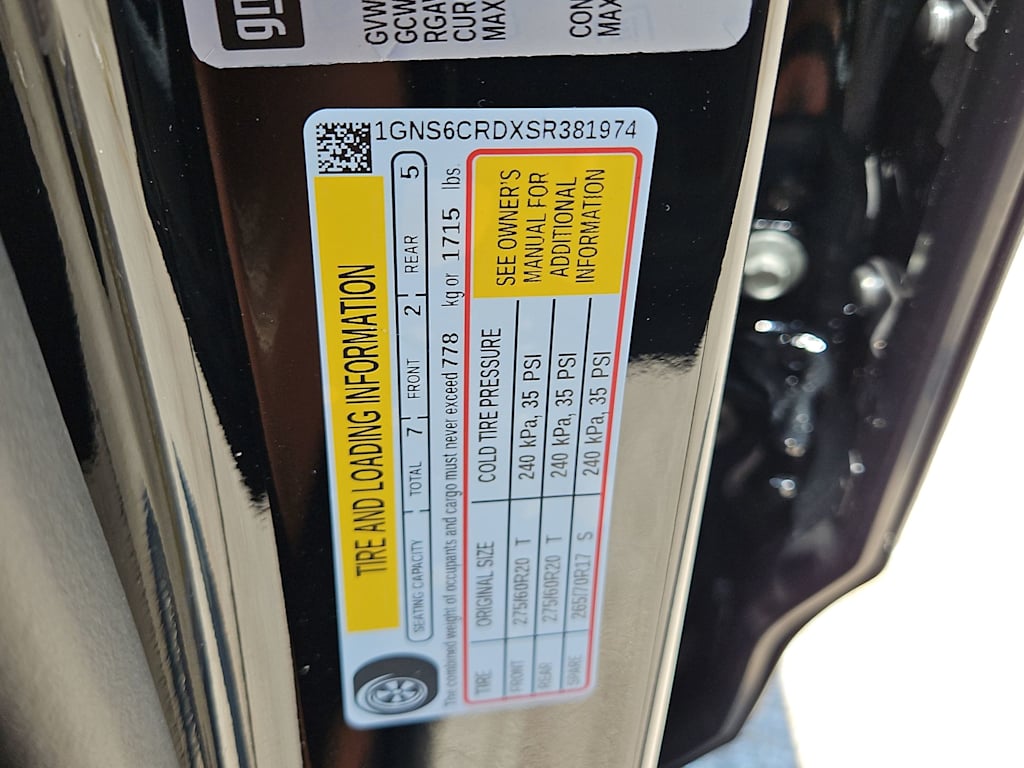 gm
GVW
GCW
RGAW
CUR
MAX
CON
MAX
1GNS6CRDXSR381974
TIRE AND LOADING INFORMATION
SEATING CAPACITY TOTAL 7 FRONT 2 REAR 5
The combined weight of occupants and cargo must never exceed 778 kg or 1715 lbs.
TIRE ORIGINAL SIZE COLD TIRE PRESSURE
FRONT 275/60R20 T 240 kPa, 35 PSI
REAR 275/60R20 T 240 kPa, 35 PSI
SPARE 265/70R17 S 240 kPa, 35 PSI
SEE OWNER'S
MANUAL FOR
ADDITIONAL
INFORMATION